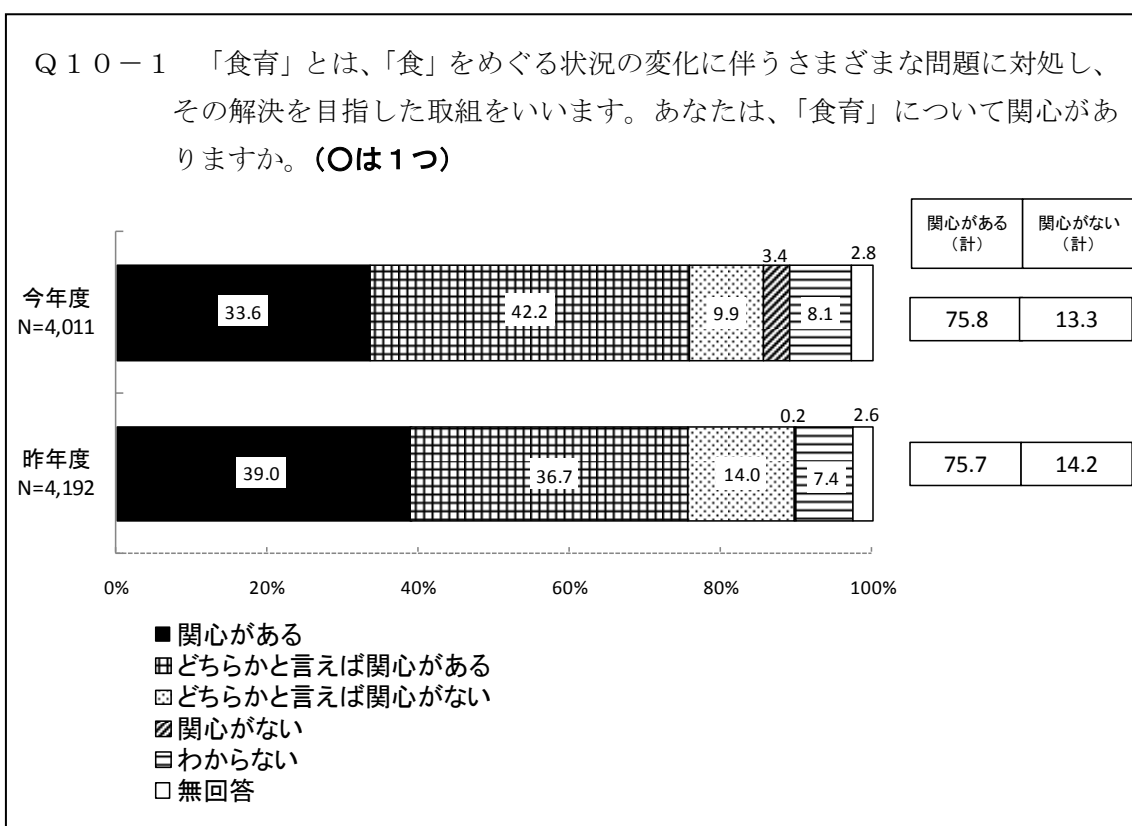 Q10-1 「食育」とは、「食」をめぐる状況の変化に伴うさまざまな問題に対処し、
その解決を目指した取組をいいます。あなたは、「食育」について関心があ
りますか。(○は1つ)
関心がある
(計)
関心がない
(計)
3.4
2.8
今年度
N=4,011
33.6
42.2
9.9
8.1
75.8
13.3
0.2
2.6
昨年度
N=4,192
39.0
36.7
14.0
7.4
75.7
14.2
0%
20%
40%
60%
80%
100%
関心がある
どちらかと言えば関心がある
どちらかと言えば関心がない
関心がない
わからない
無回答